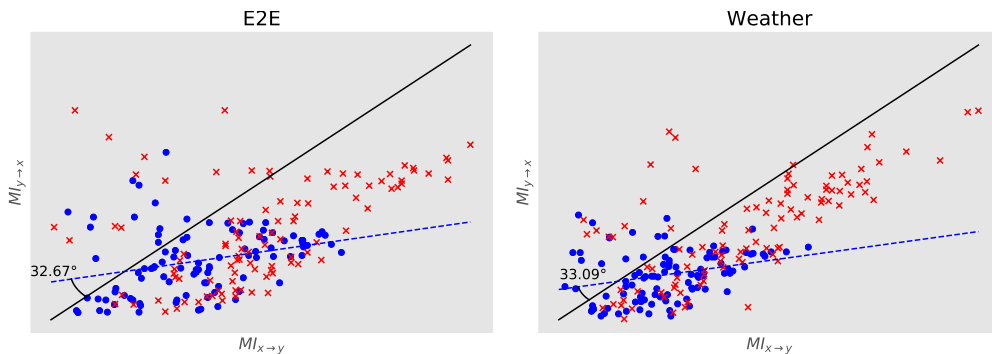 E2E
Weather
MI_{y→x}
32.67°
MI_{x→y}
MI_{y→x}
33.09°
MI_{x→y}